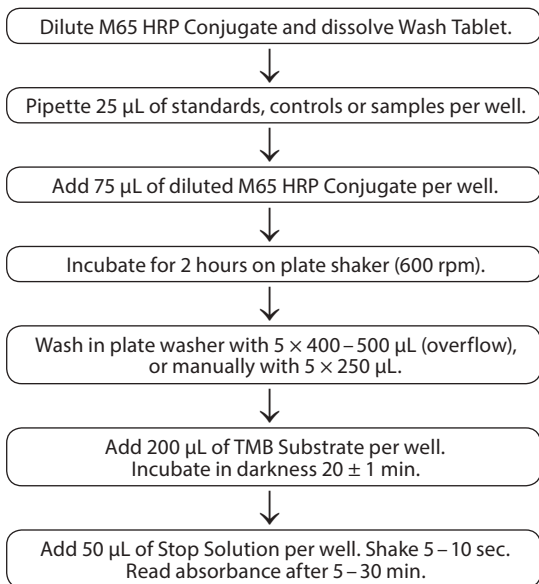 Dilute M65 HRP Conjugate and dissolve Wash Tablet.
Pipette 25 µL of standards, controls or samples per well.
Add 75 µL of diluted M65 HRP Conjugate per well.
Incubate for 2 hours on plate shaker (600 rpm).
Wash in plate washer with 5 × 400–500 µL (overflow),
or manually with 5 × 250 µL.
Add 200 µL of TMB Substrate per well.
Incubate in darkness 20 ± 1 min.
Add 50 µL of Stop Solution per well. Shake 5–10 sec.
Read absorbance after 5–30 min.